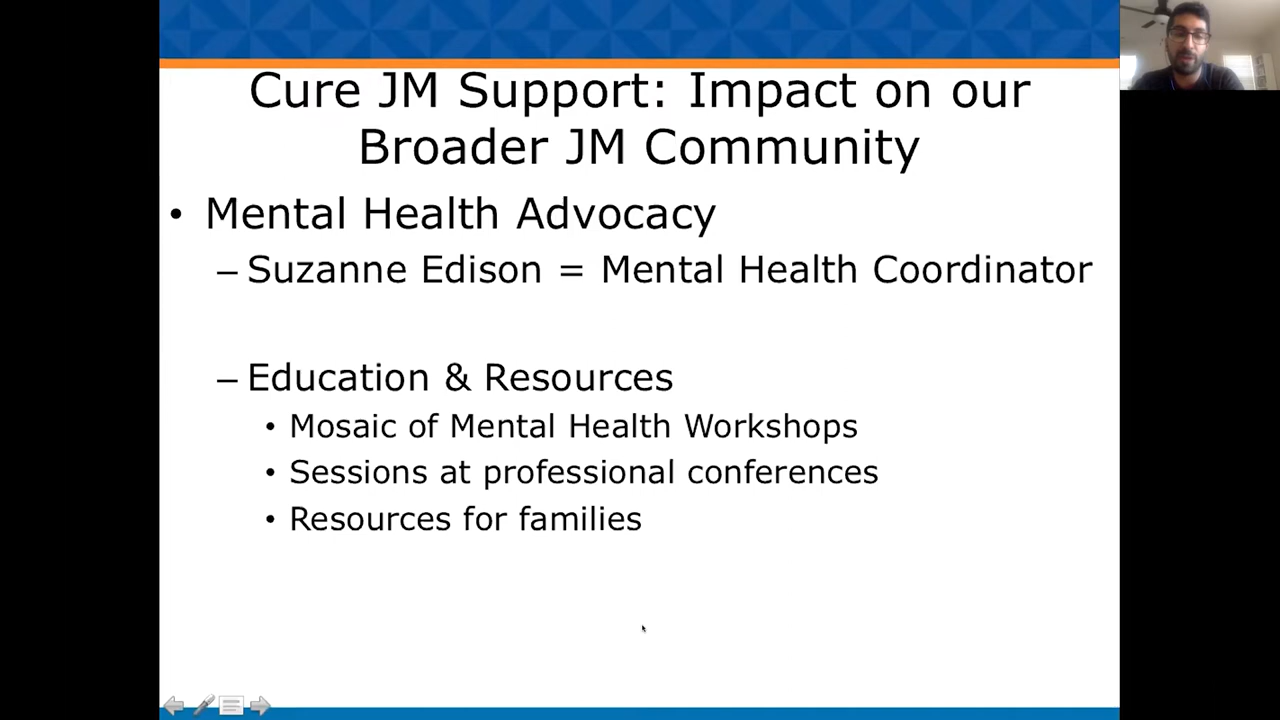 Cure JM Support: Impact on our
Broader JM Community
• Mental Health Advocacy
– Suzanne Edison = Mental Health Coordinator
– Education & Resources
• Mosaic of Mental Health Workshops
• Sessions at professional conferences
• Resources for families